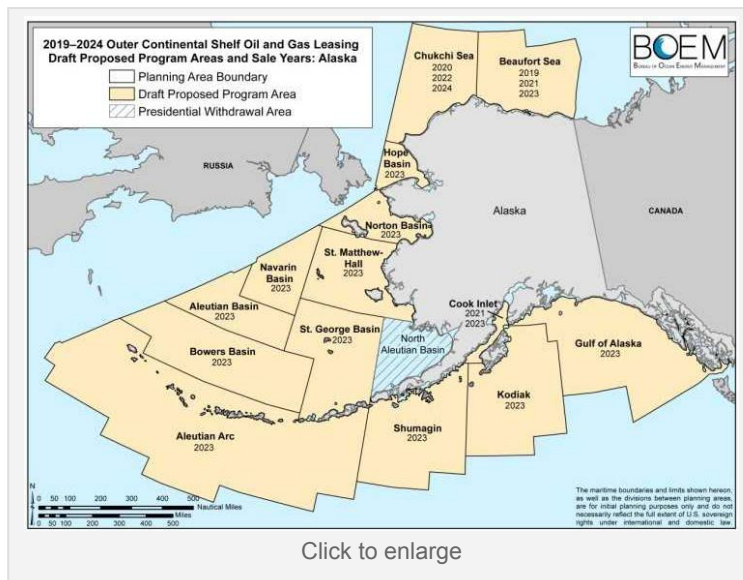 2019–2024 Outer Continental Shelf Oil and Gas Leasing
Draft Proposed Program Areas and Sale Years: Alaska
Planning Area Boundary
Draft Proposed Program Area
Presidential Withdrawal Area
BOEM
BUREAU OF OCEAN ENERGY MANAGEMENT
Chukchi Sea
2020
2022
2024
Beaufort Sea
2019
2021
2023
Hope
Basin
2023
RUSSIA
Alaska
CANADA
Norton Basin
2023
St. Matthew-
Hall
2023
Navarin
Basin
2023
Aleutian Basin
2023
Cook Inlet
2021
2023
St. George Basin
2023
North
Aleutian Basin
Bowers Basin
2023
Gulf of Alaska
2023
Kodiak
2023
Shumagin
2023
Aleutian Arc
2023
N
0 50 100 200 300 400 500
Nautical Miles
0 50 100 200 300 400 500
Miles
The maritime boundaries and limits shown hereon,
as well as the divisions between planning areas,
are for initial planning purposes only and do not
necessarily reflect the full extent of U.S. sovereign
rights under international and domestic law.
Click to enlarge